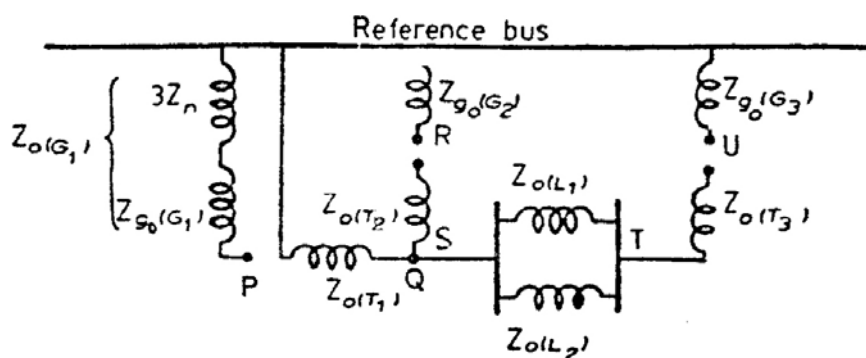 Reference bus
3Zn
Zg0(G2)
Zg0(G3)
Z0(G1)
R
U
Z0(L1)
Zg0(G1)
Z0(T2)
Z0(T3)
S
T
P
Q
Z0(T1)
Z0(L2)